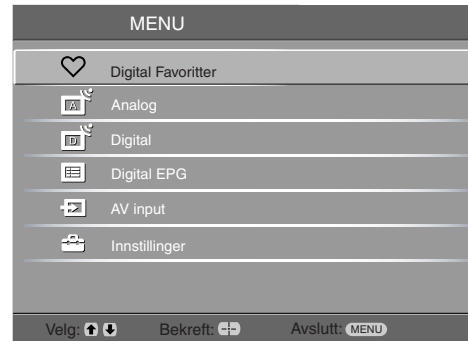 MENU
Digital Favoritter
A Analog
D Digital
Digital EPG
AV input
Innstillinger
Velg: Bekreft: Avslutt: MENU